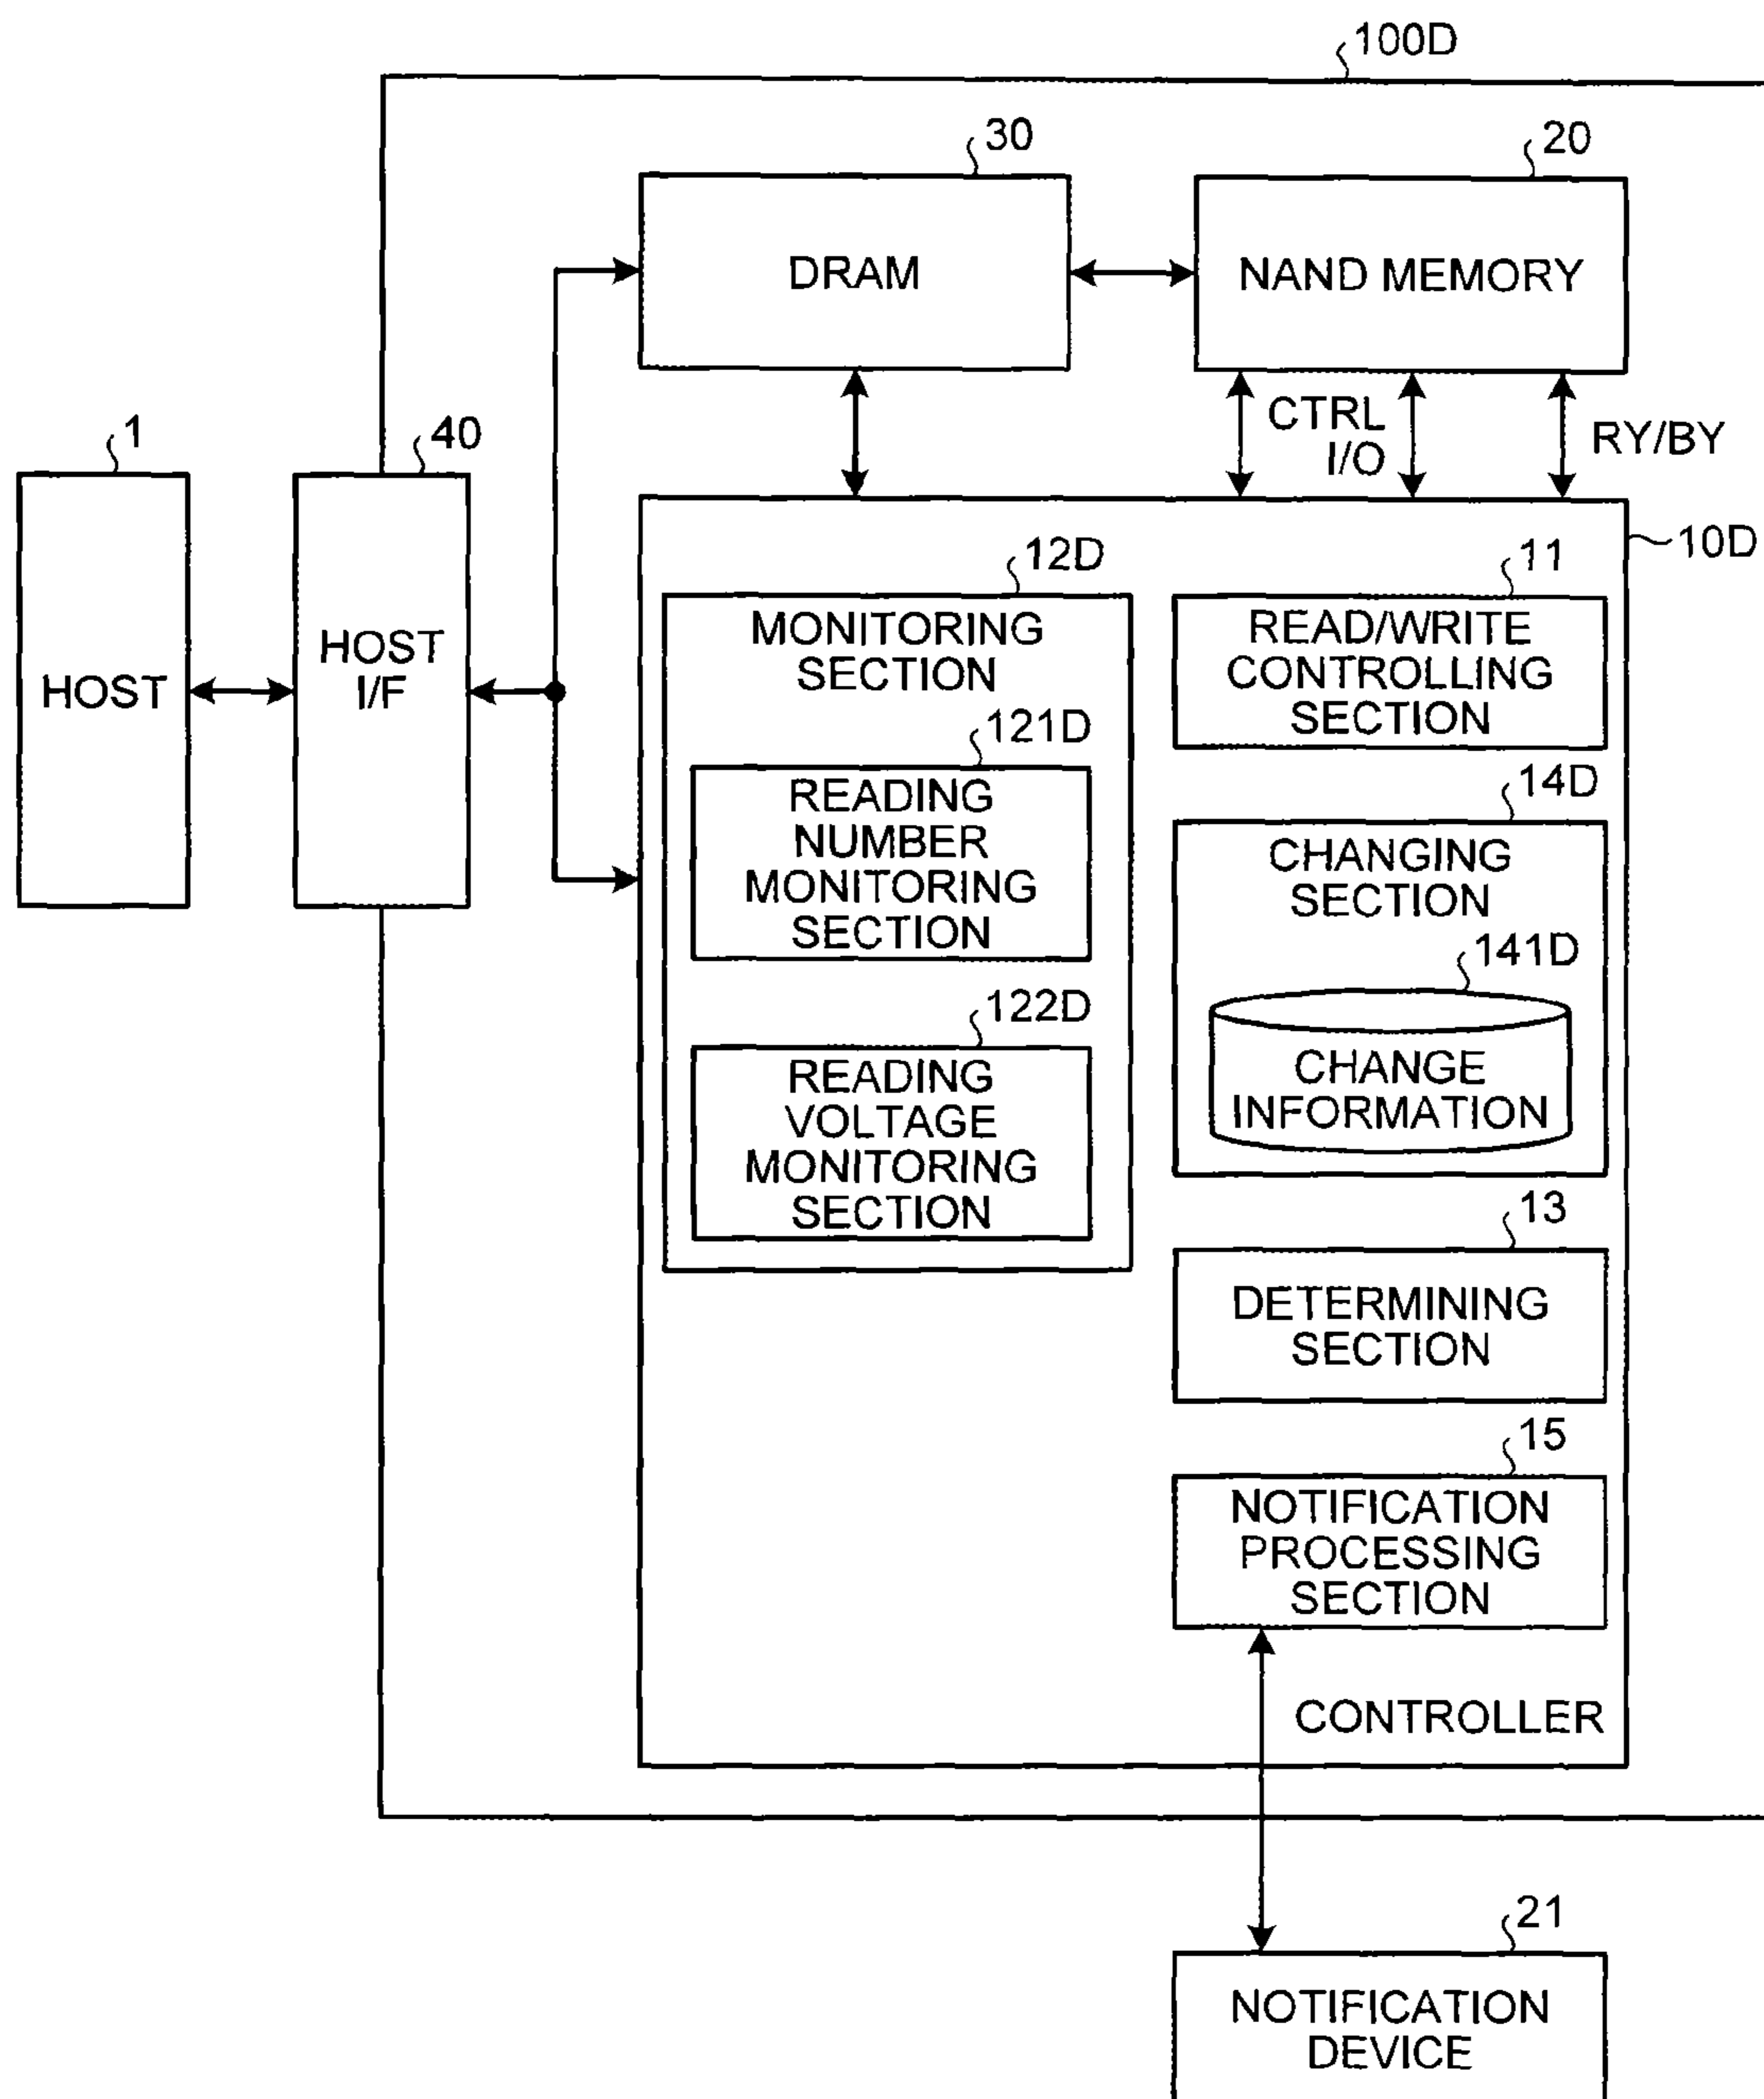 100D
30
20
DRAM
NAND MEMORY
1
40
CTRL
I/O
RY/BY
HOST
HOST
I/F
10D
12D
11
MONITORING
SECTION
READ/WRITE
CONTROLLING
SECTION
121D
READING
NUMBER
MONITORING
SECTION
14D
CHANGING
SECTION
141D
CHANGE
INFORMATION
122D
READING
VOLTAGE
MONITORING
SECTION
13
DETERMINING
SECTION
15
NOTIFICATION
PROCESSING
SECTION
CONTROLLER
21
NOTIFICATION
DEVICE